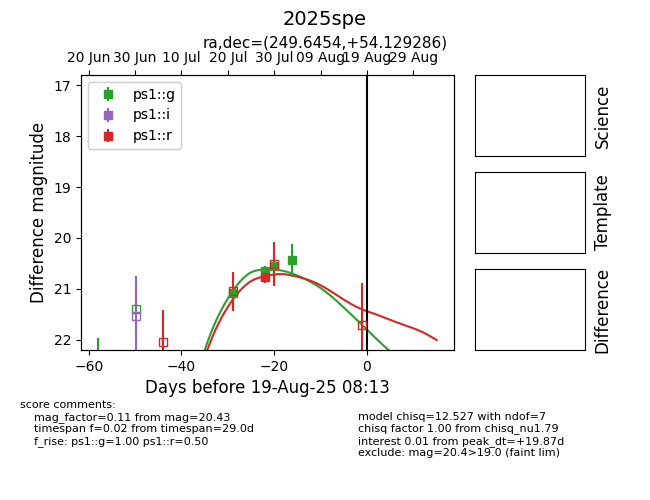 2025spe
ra,dec=(249.6454,+54.129286)
20 Jun 30 Jun 10 Jul 20 Jul 30 Jul 09 Aug 19 Aug 29 Aug
ps1::g
ps1::i
ps1::r
17
18
19
20
21
22
Difference magnitude
−60 −40 −20 0
Days before 19-Aug-25 08:13
Science
Template
Difference
score comments:
mag_factor=0.11 from mag=20.43
timespan f=0.02 from timespan=29.0d
f_rise: ps1::g=1.00 ps1::r=0.50
model chisq=12.527 with ndof=7
chisq factor 1.00 from chisq_nu1.79
interest 0.01 from peak_dt=+19.87d
exclude: mag=20.4>19.0 (faint lim)